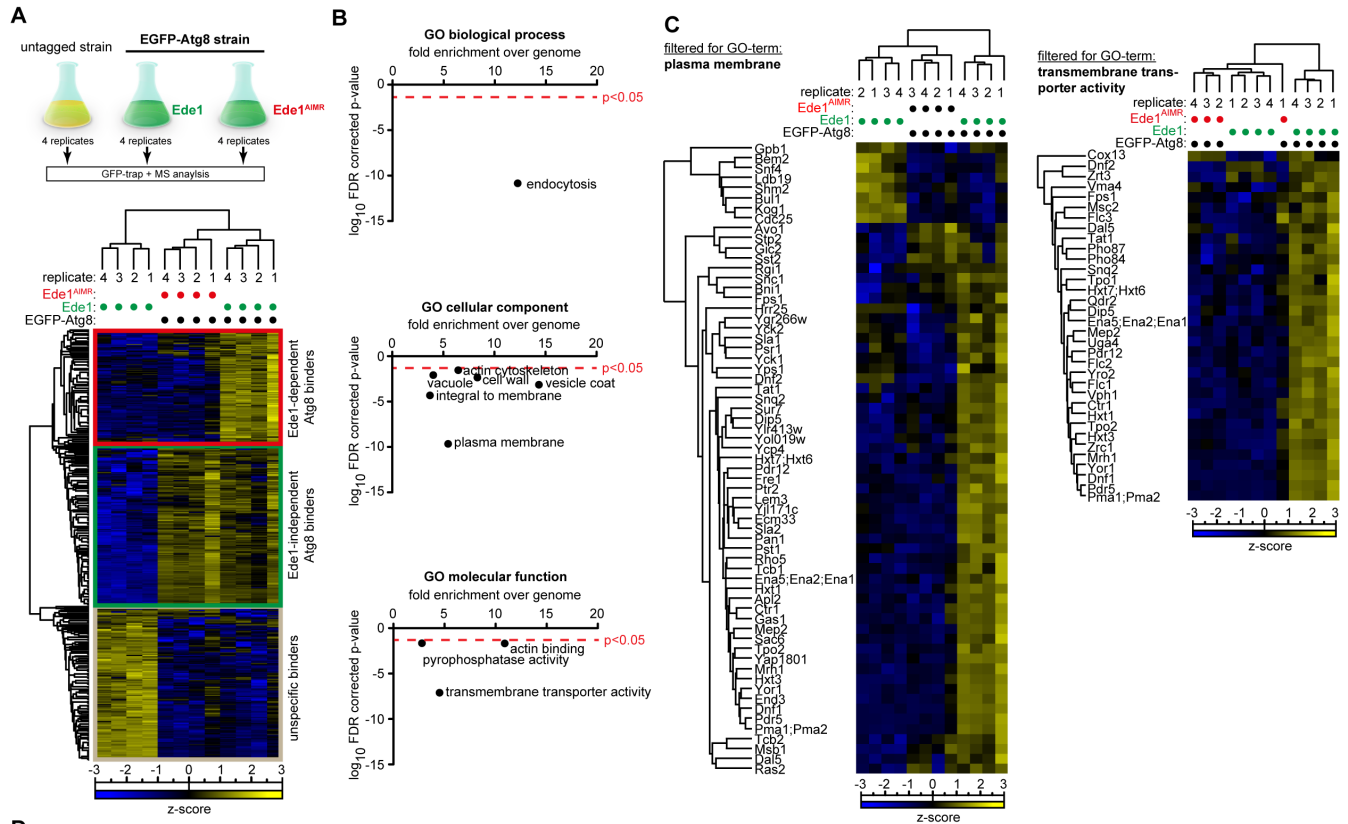 A
untagged strain
EGFP-Atg8 strain
Ede1
Ede1AIMR
4 replicates
4 replicates
4 replicates
GFP-trap + MS anaylsis
replicate: 4 3 2 1 4 3 2 1 4 3 2 1
Ede1AIMR:
Ede1:
EGFP-Atg8:
Ede1-dependent
Atg8 binders
Ede1-independent
Atg8 binders
unspecific binders
-3 -1 0 1 3
z-score
B
GO biological process
fold enrichment over genome
0 5 10 15 20
0
-5
-10
-15
log10 FDR corrected p-value
p<0.05
endocytosis
GO cellular component
fold enrichment over genome
0 5 10 15 20
0
-5
-10
-15
log10 FDR corrected p-value
p<0.05
actin cytoskeleton
vacuole
cell wall
vesicle coat
integral to membrane
plasma membrane
GO molecular function
fold enrichment over genome
0 5 10 15 20
0
-5
-10
-15
log10 FDR corrected p-value
p<0.05
actin binding
pyrophosphatase activity
transmembrane transporter activity
C
filtered for GO-term:
plasma membrane
replicate: 2 1 3 4 3 4 2 1 4 3 2 1
Ede1AIMR:
Ede1:
EGFP-Atg8:
Gpb1
Bem2
Snf4
Ldb19
Shm2
Bul1
Kog1
Cdc25
Avo1
Stp2
Gic2
Sst2
Rgi1
Snc1
Bni1
Fps1
Hrr25
Ygr266w
Yck2
Sla1
Psr1
Yck1
Yps1
Dnf2
Tat1
Snq2
Sur7
Dip5
Ylr413w
Yol019w
Ycp4
Hxt7;Hxt6
Pdr12
Fre1
Ptr2
Lem3
Yjl171c
Ecm33
Sla2
Pan1
Pst1
Rho5
Tcb1
Ena5;Ena2;Ena1
Hxt1
Apl2
Ctr1
Gas1
Mep2
Sac6
Tpo2
Yap1801
Mrh1
Hxt3
Yor1
End3
Dnf1
Pdr5
Pma1;Pma2
Tcb2
Msb1
Dal5
Ras2
-3 -1 0 1 3
z-score
filtered for GO-term:
transmembrane trans-
porter activity
replicate: 4 3 2 1 2 3 4 1 4 3 2 1
Ede1AIMR:
Ede1:
EGFP-Atg8:
Cox13
Dnf2
Zrt3
Vma4
Fps1
Msc2
Flc3
Dal5
Tat1
Pho87
Pho84
Snq2
Tpo1
Hxt7;Hxt6
Qdr2
Dip5
Ena5;Ena2;Ena1
Mep2
Uga4
Pdr12
Flc2
Yro2
Flc1
Vph1
Ctr1
Hxt1
Tpo2
Hxt3
Zrc1
Mrh1
Yor1
Dnf1
Pdr5
Pma1;Pma2
-3 -1 0 1 3
z-score